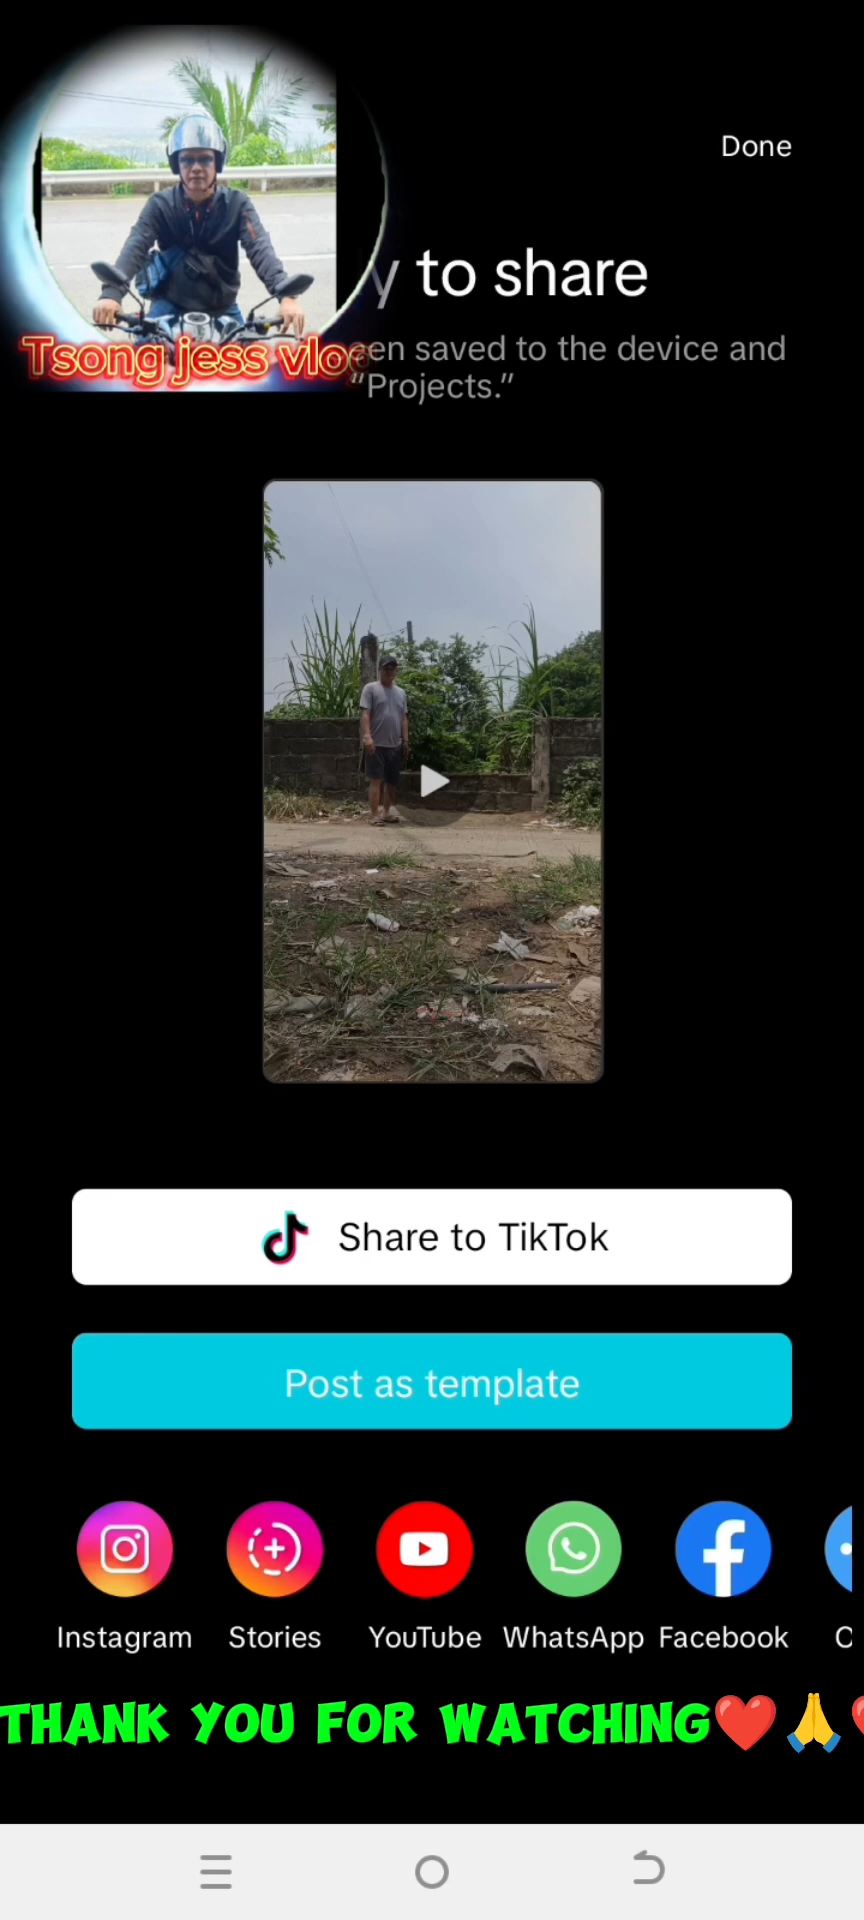 Done
y to share
Tsong jess vlog
een saved to the device and
“Projects.”
Share to TikTok
Post as template
Instagram
Stories
YouTube
WhatsApp
Facebook
THANK YOU FOR WATCHING❤️🙏